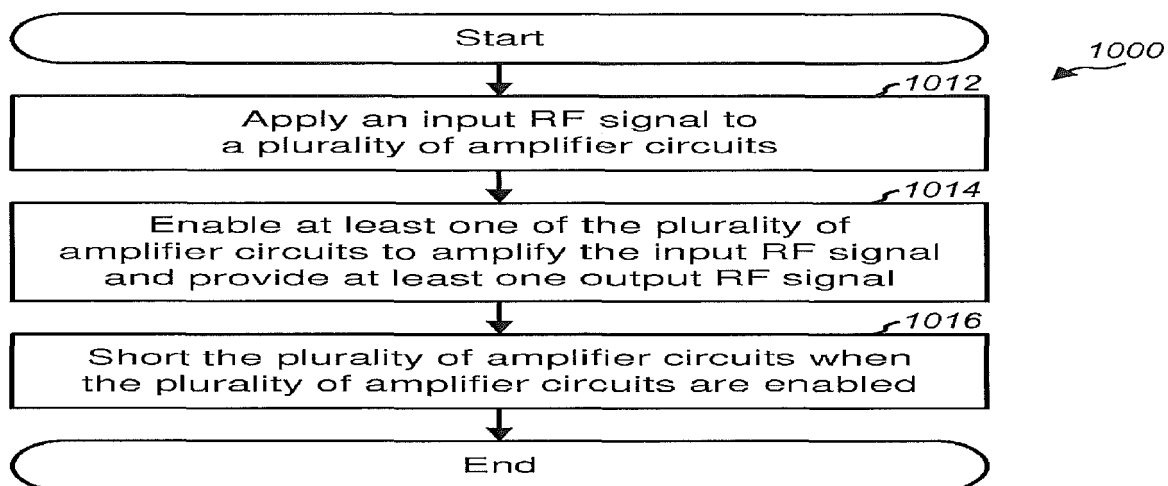 Start
1000
1012
Apply an input RF signal to
a plurality of amplifier circuits
1014
Enable at least one of the plurality of
amplifier circuits to amplify the input RF signal
and provide at least one output RF signal
1016
Short the plurality of amplifier circuits when
the plurality of amplifier circuits are enabled
End